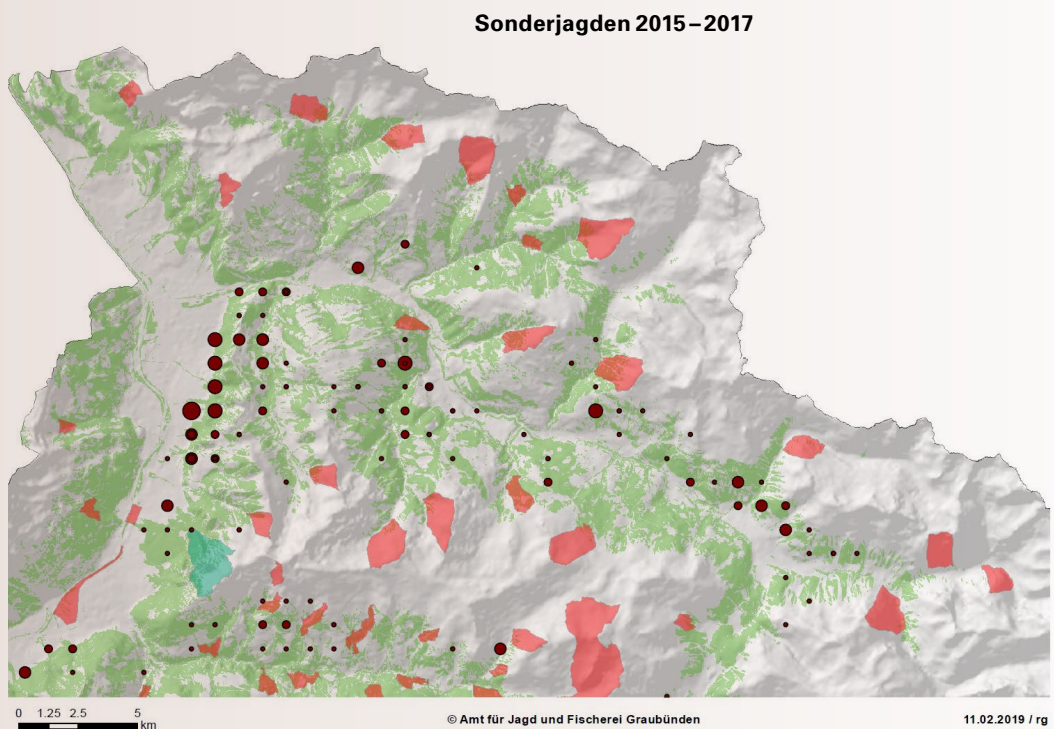 Sonderjagden 2015–2017
0 1.25 2.5 5
km
© Amt für Jagd und Fischerei Graubünden
11.02.2019 / rg